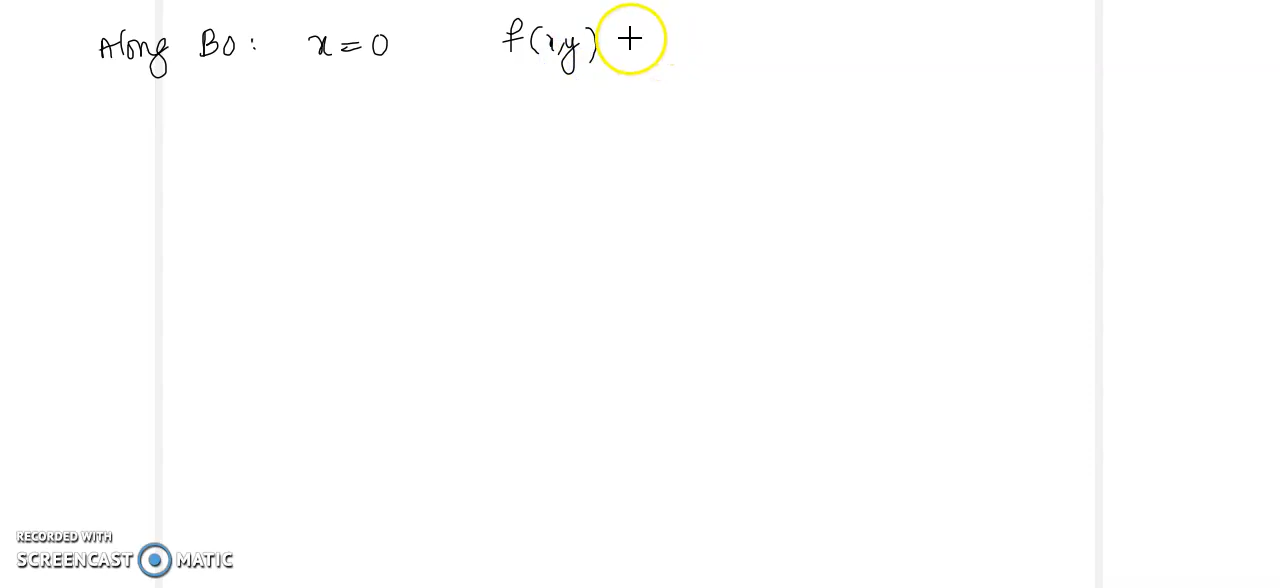 Along BO: x = 0 f(x,y)
RECORDED WITH
SCREENCAST MATIC